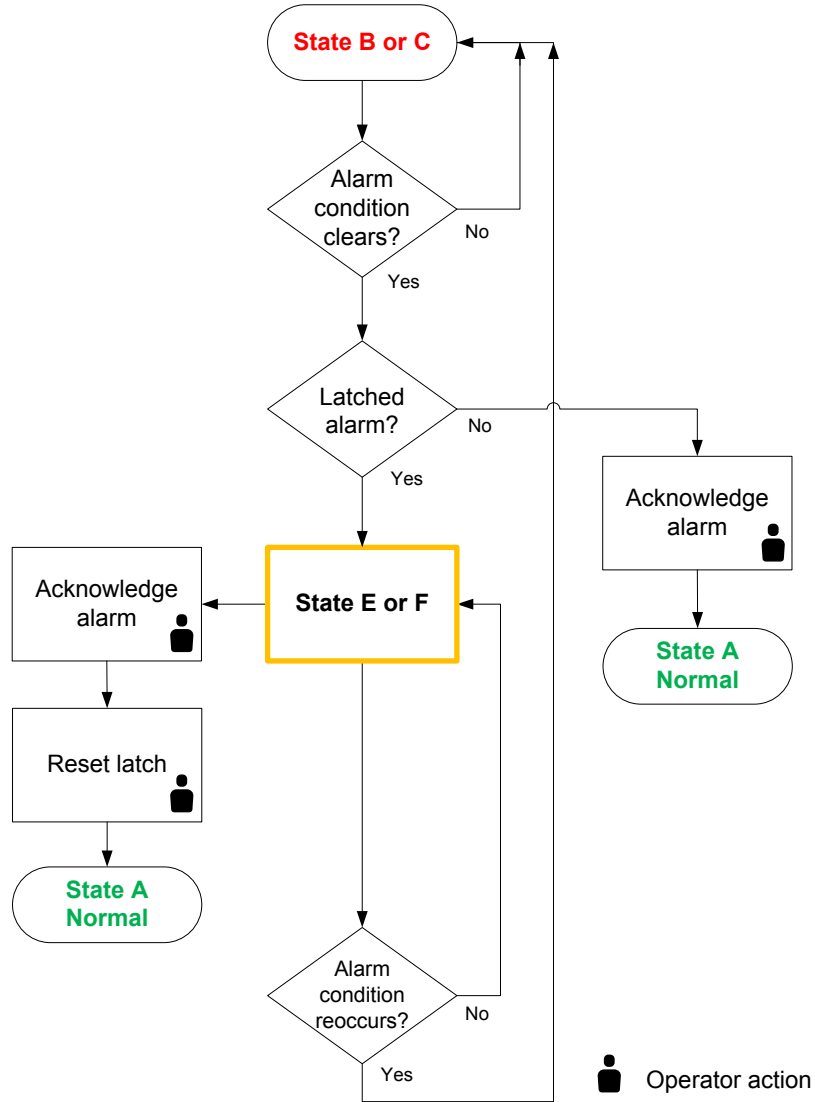 State B or C
Alarm
condition
clears?
No
Yes
Latched
alarm?
No
Yes
Acknowledge
alarm
State A
Normal
State E or F
Acknowledge
alarm
Reset latch
State A
Normal
Alarm
condition
reoccurs?
No
Yes
Operator action